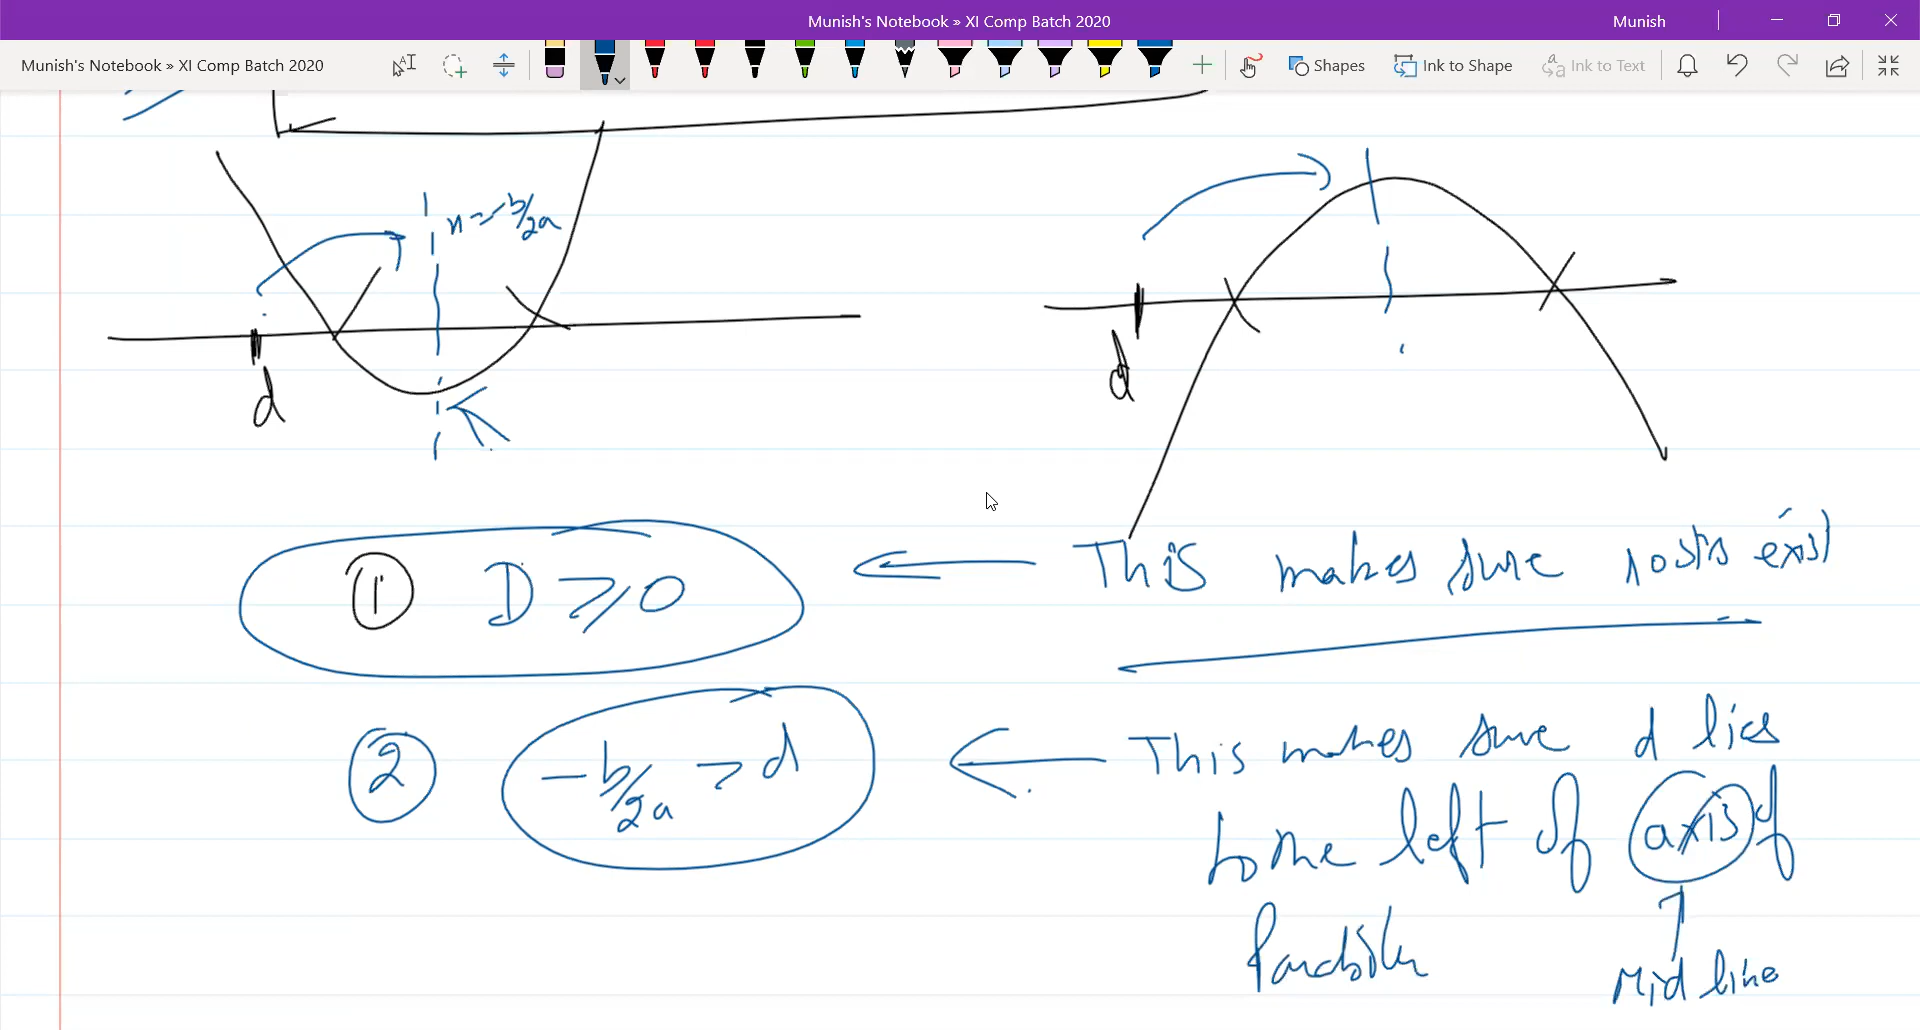 Munish's Notebook » XI Comp Batch 2020
Munish
Munish's Notebook » XI Comp Batch 2020
Shapes
Ink to Shape
Ink to Text
x = -b/2a
d
d
① D ≥ 0
This makes sure roots exist
② -b/2a > d
This makes sure d lies
to the left of axis of
Parabola
Mid line